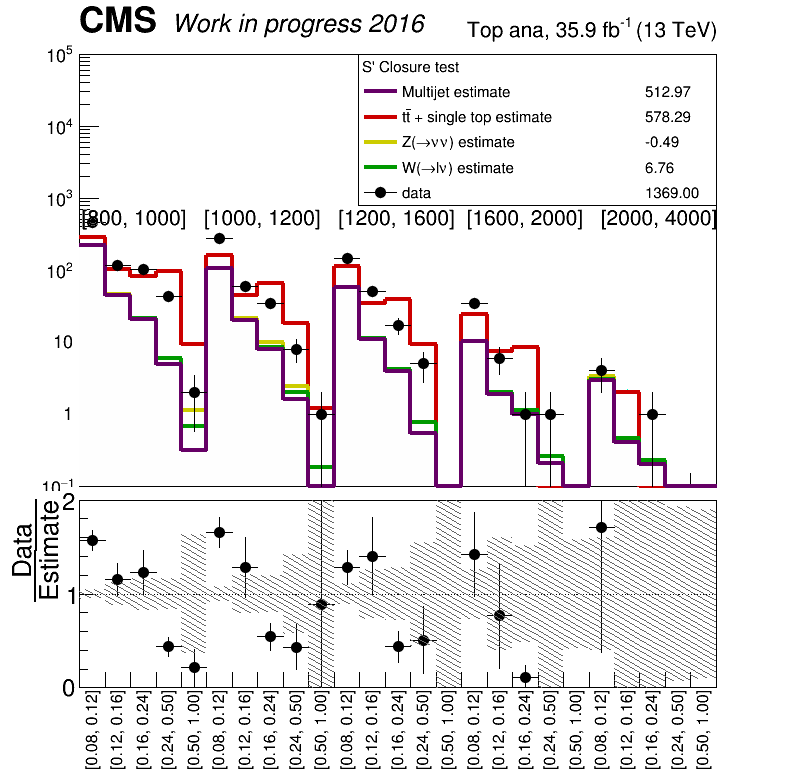 CMS Work in progress 2016 Top ana, 35.9 fb⁻¹ (13 TeV)
10⁵
S' Closure test
Multijet estimate 512.97
tt̄ + single top estimate 578.29
Z(→νν) estimate -0.49
W(→lν) estimate 6.76
data 1369.00
10⁴
10³
[800, 1000] [1000, 1200] [1200, 1600] [1600, 2000] [2000, 4000]
10²
10
1
10⁻¹
Data
Estimate
2
1
0
[0.08, 0.12] [0.12, 0.16] [0.16, 0.24] [0.24, 0.50] [0.50, 1.00] [0.08, 0.12] [0.12, 0.16] [0.16, 0.24] [0.24, 0.50] [0.50, 1.00] [0.08, 0.12] [0.12, 0.16] [0.16, 0.24] [0.24, 0.50] [0.50, 1.00] [0.08, 0.12] [0.12, 0.16] [0.16, 0.24] [0.24, 0.50] [0.50, 1.00] [0.08, 0.12] [0.12, 0.16] [0.16, 0.24] [0.24, 0.50] [0.50, 1.00]